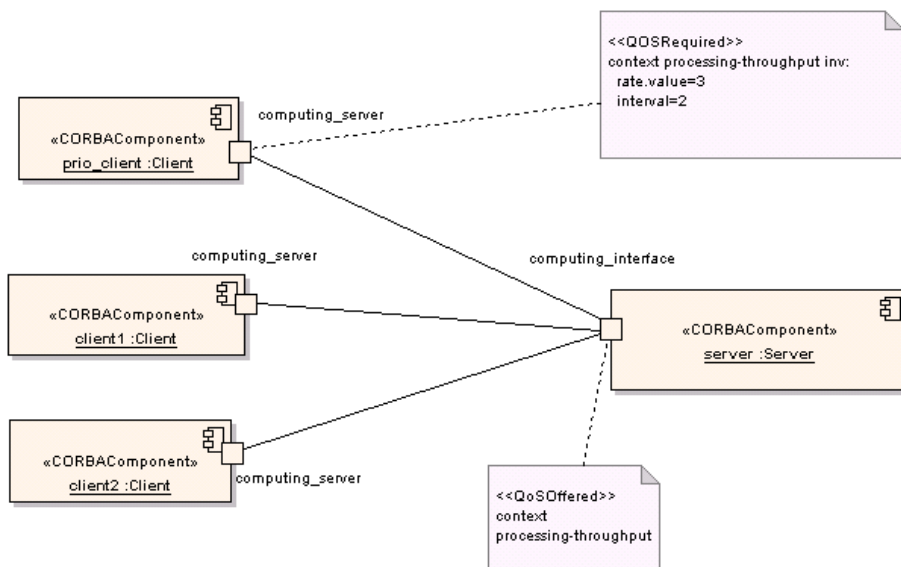 <<QOSRequired>>
context processing-throughput inv:
rate.value=3
interval=2
computing_server
«CORBAComponent»
prio_client :Client
computing_server
computing_interface
«CORBAComponent»
client1 :Client
«CORBAComponent»
server :Server
«CORBAComponent»
client2 :Client
computing_server
<<QoSOffered>>
context
processing-throughput